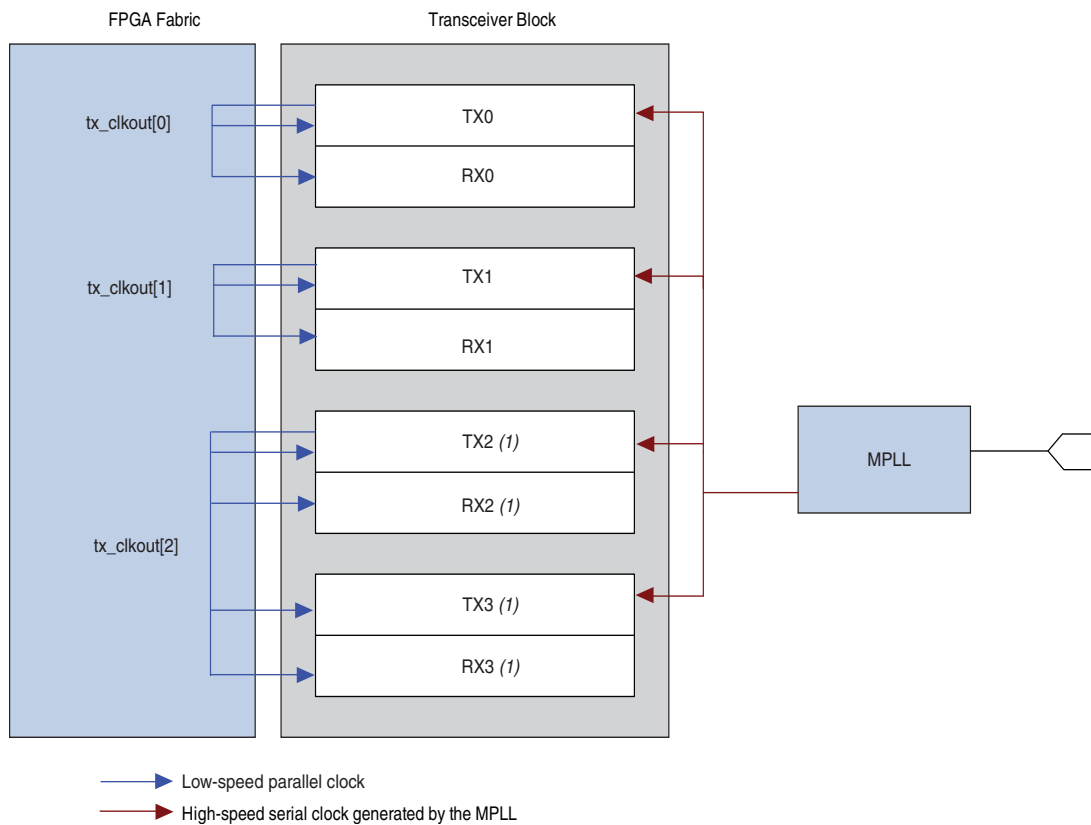 FPGA Fabric
Transceiver Block
tx_clkout[0]
TX0
RX0
tx_clkout[1]
TX1
RX1
TX2 (1)
MPLL
RX2 (1)
tx_clkout[2]
TX3 (1)
RX3 (1)
Low-speed parallel clock
High-speed serial clock generated by the MPLL